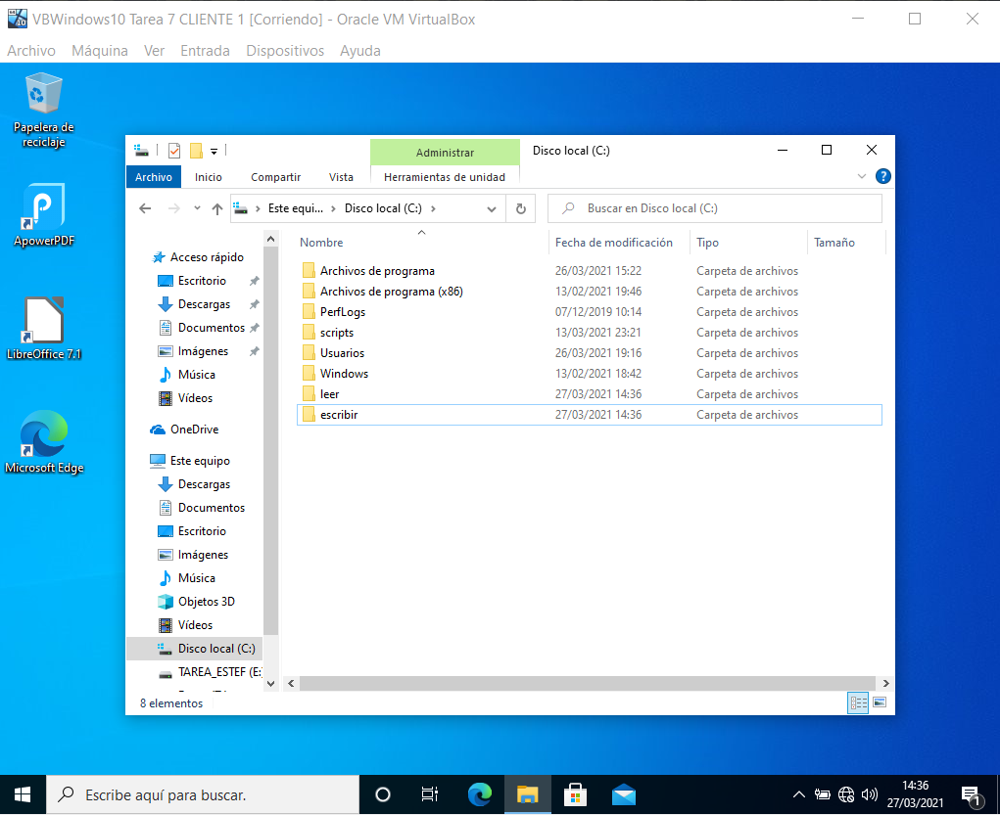 VBWindows10 Tarea 7 CLIENTE 1 [Corriendo] - Oracle VM VirtualBox
Archivo Máquina Ver Entrada Dispositivos Ayuda
Papelera de
reciclaje
ApowerPDF
LibreOffice 7.1
Microsoft Edge
Administrar
Disco local (C:)
Archivo Inicio Compartir Vista Herramientas de unidad
Este equi... Disco local (C:)
Buscar en Disco local (C:)
Nombre Fecha de modificación Tipo Tamaño
Archivos de programa 26/03/2021 15:22 Carpeta de archivos
Archivos de programa (x86) 13/02/2021 19:46 Carpeta de archivos
PerfLogs 07/12/2019 10:14 Carpeta de archivos
scripts 13/03/2021 23:21 Carpeta de archivos
Usuarios 26/03/2021 19:16 Carpeta de archivos
Windows 13/02/2021 18:42 Carpeta de archivos
leer 27/03/2021 14:36 Carpeta de archivos
escribir 27/03/2021 14:36 Carpeta de archivos
Acceso rápido
Escritorio
Descargas
Documentos
Imágenes
Música
Vídeos
OneDrive
Este equipo
Descargas
Documentos
Escritorio
Imágenes
Música
Objetos 3D
Vídeos
Disco local (C:)
TAREA_ESTEF (E:
8 elementos
Escribe aquí para buscar.
14:36
27/03/2021
1